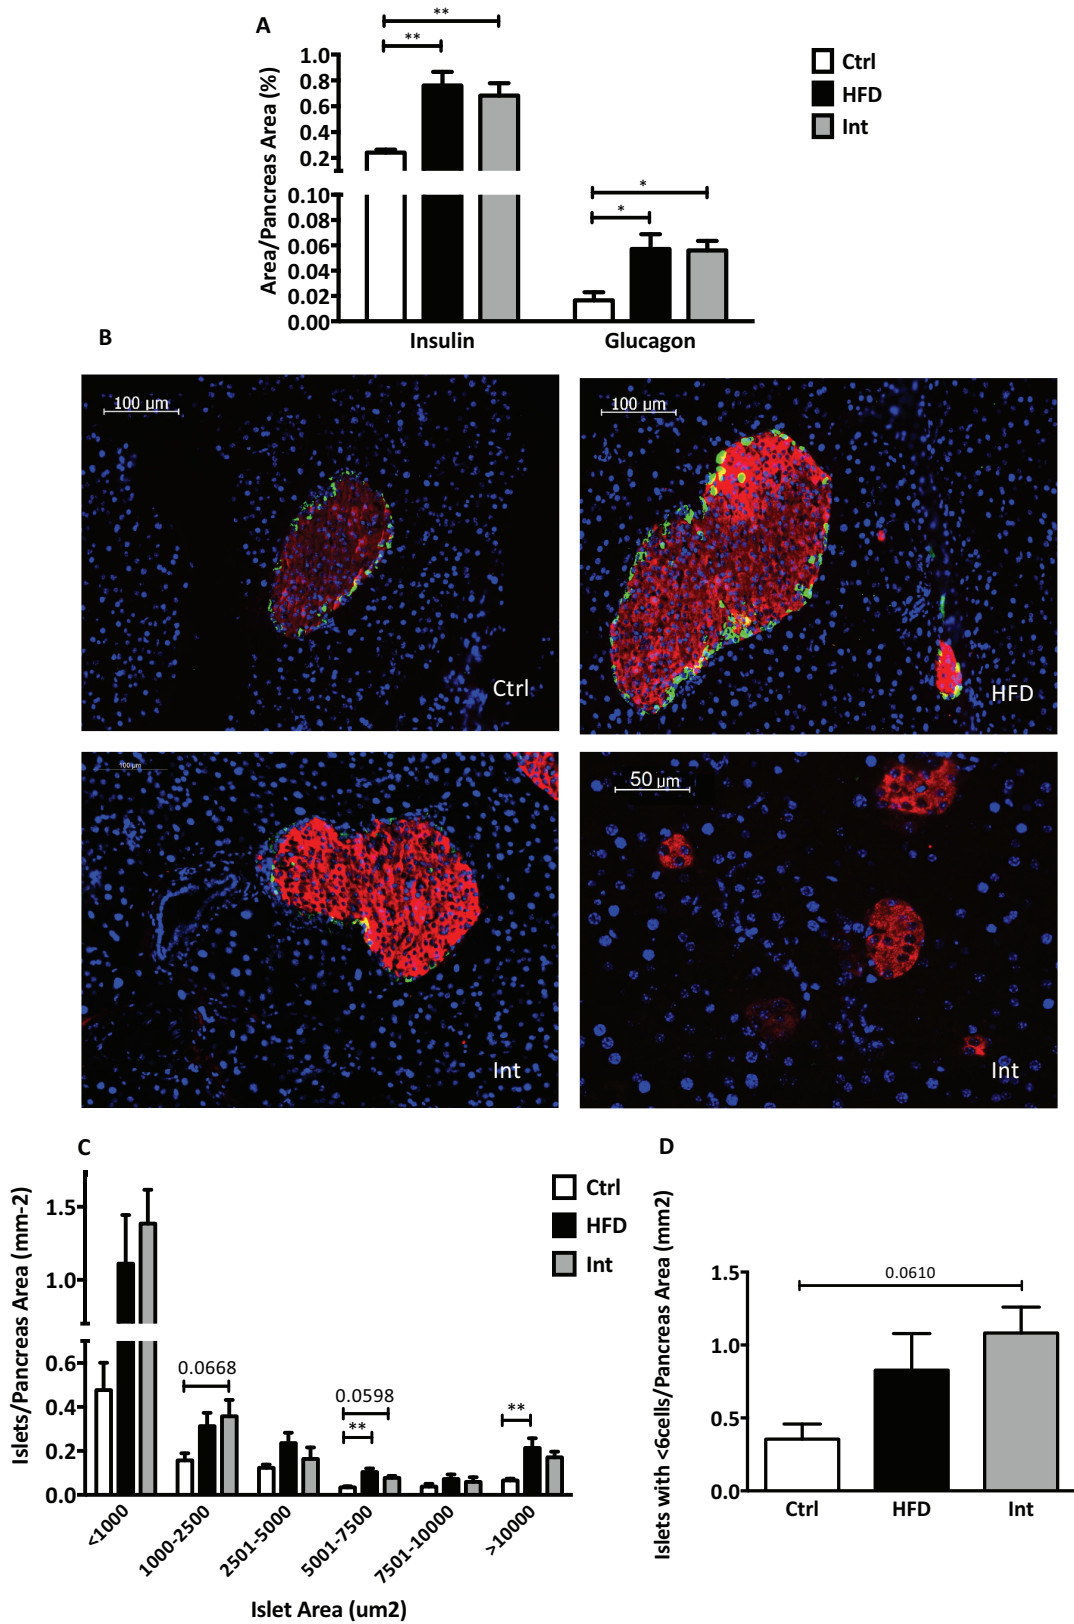 A
**
**
Area/Pancreas Area (%)
1.0
0.8
0.6
0.4
0.2
0.10
0.08
0.06
0.04
0.02
0.00
*
*
Insulin
Glucagon
Ctrl
HFD
Int
B
100 µm
Ctrl
100 µm
HFD
100 µm
Int
50 µm
Int
C
Islets/Pancreas Area (mm-2)
1.5
1.0
0.6
0.4
0.2
0.0
0.0668
0.0598
**
**
<1000
1000-2500
2501-5000
5001-7500
7501-10000
>10000
Islet Area (um2)
Ctrl
HFD
Int
D
Islets with <6cells/Pancreas Area (mm2)
1.5
1.0
0.5
0.0
0.0610
Ctrl
HFD
Int